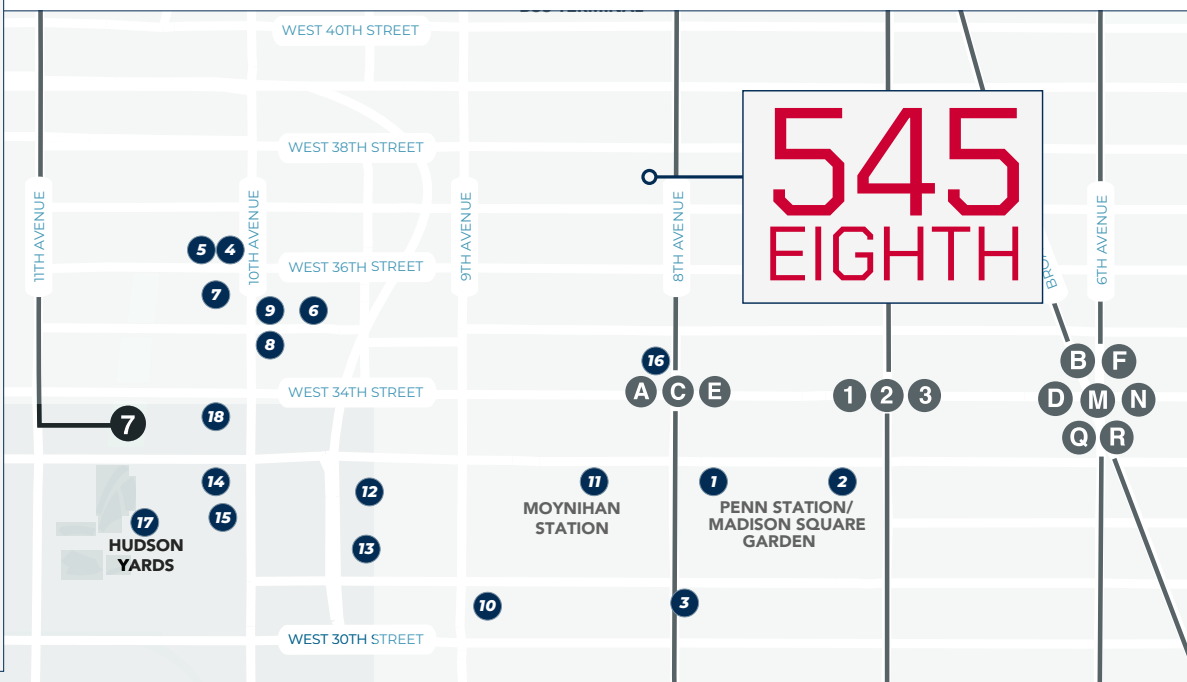 WEST 40TH STREET
WEST 38TH STREET
545
EIGHTH
11TH AVENUE
10TH AVENUE
9TH AVENUE
8TH AVENUE
6TH AVENUE
5 4
WEST 36TH STREET
7
9 6
8
16
B F
A C E
1 2 3
D M N
WEST 34TH STREET
18
7
Q R
14
12
11
1
2
MOYNIHAN
STATION
PENN STATION/
MADISON SQUARE
GARDEN
17
15
HUDSON
YARDS
13
10
3
WEST 30TH STREET